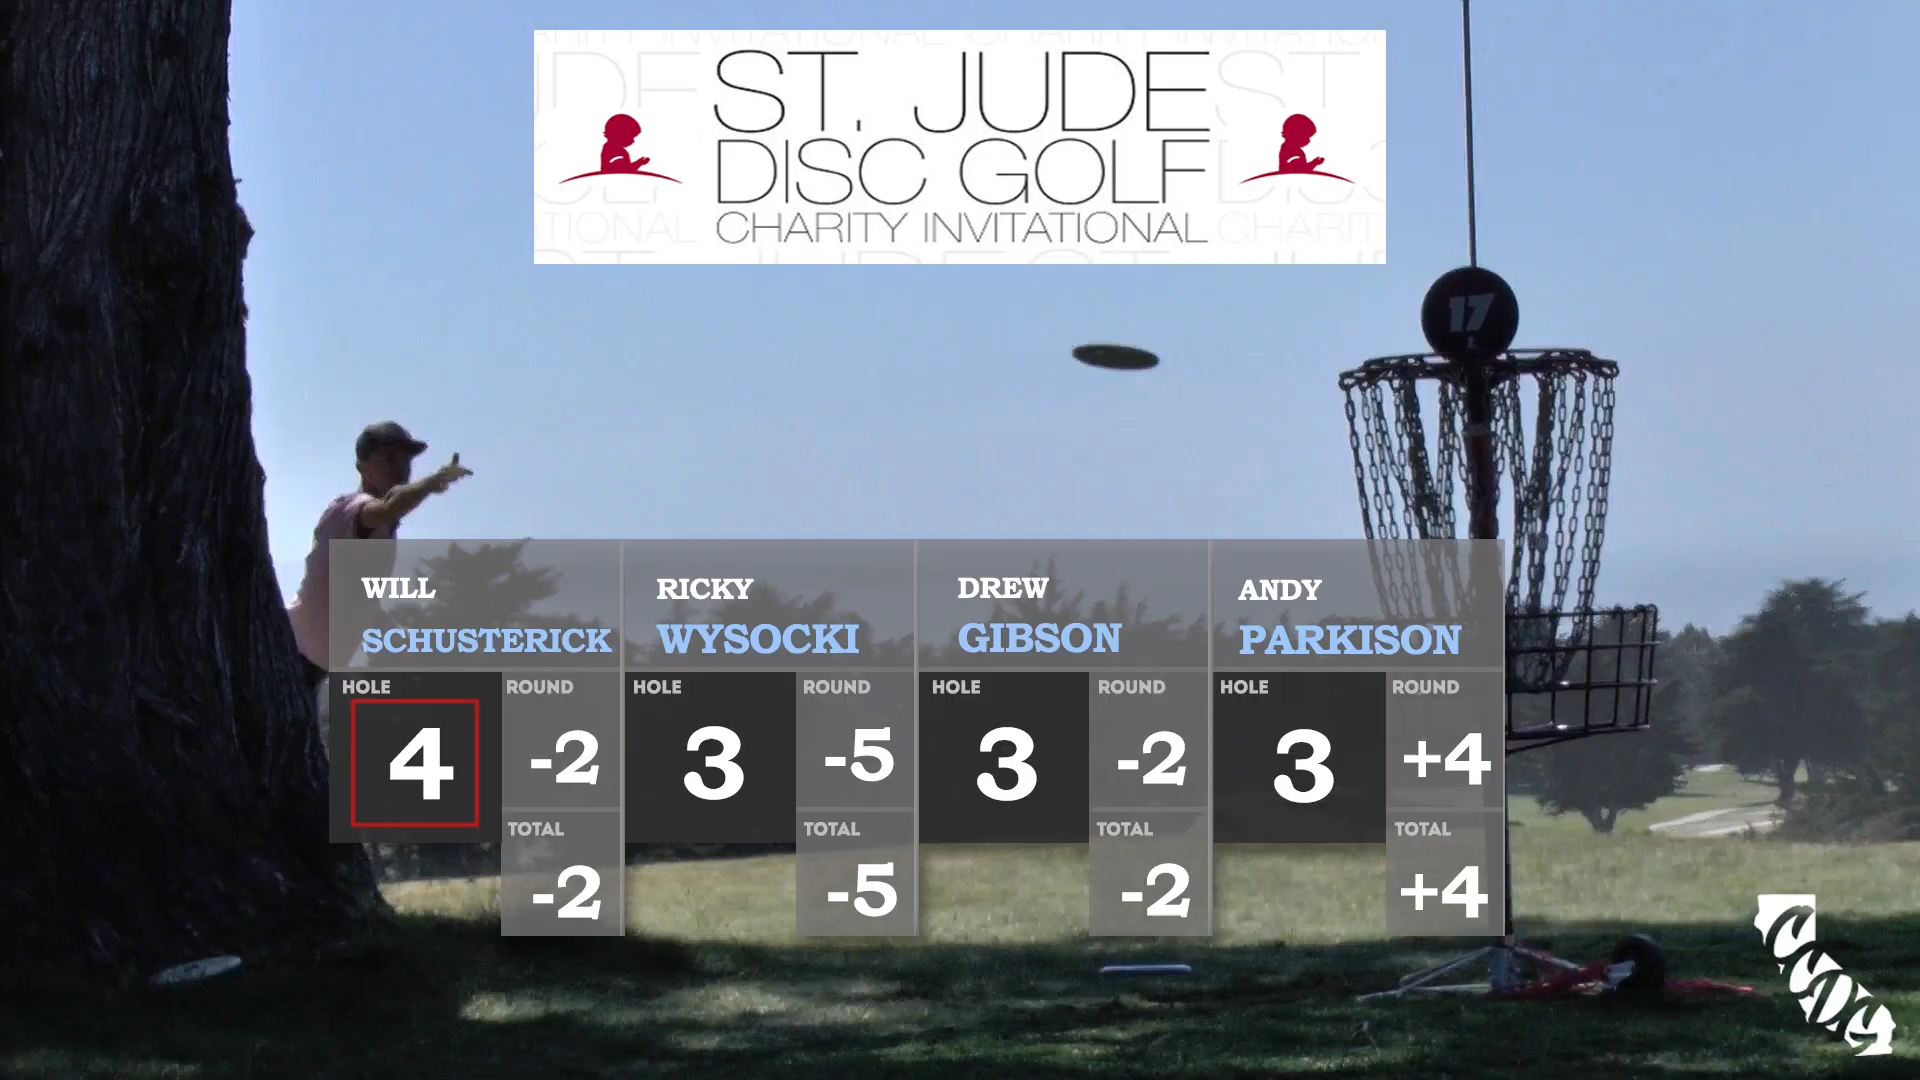 ST. JUDE
DISC GOLF
CHARITY INVITATIONAL
17
WILL
SCHUSTERICK
RICKY
WYSOCKI
DREW
GIBSON
ANDY
PARKISON
HOLE
4
ROUND
-2
TOTAL
-2
HOLE
3
ROUND
-5
TOTAL
-5
HOLE
3
ROUND
-2
TOTAL
-2
HOLE
3
ROUND
+4
TOTAL
+4